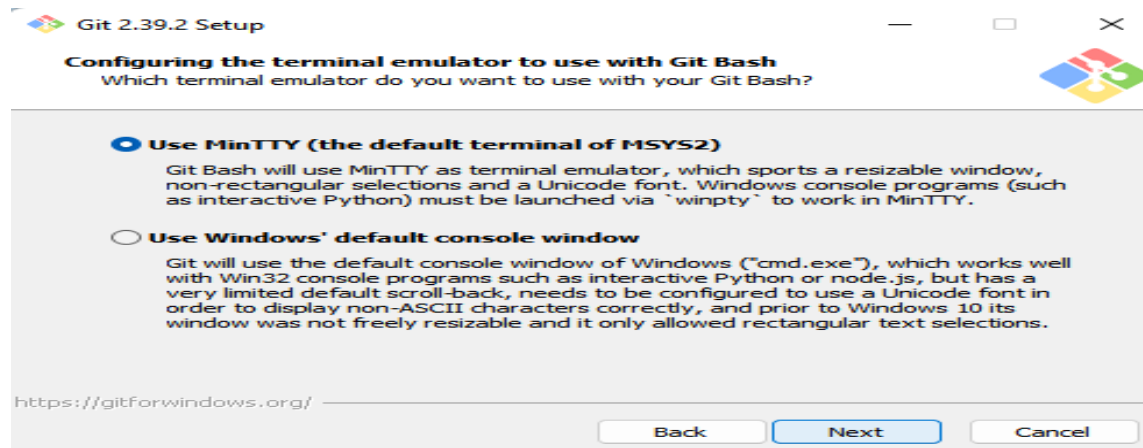 Git 2.39.2 Setup
Configuring the terminal emulator to use with Git Bash
Which terminal emulator do you want to use with your Git Bash?
Use MinTTY (the default terminal of MSYS2)
Git Bash will use MinTTY as terminal emulator, which sports a resizable window,
non-rectangular selections and a Unicode font. Windows console programs (such
as interactive Python) must be launched via `winpty` to work in MinTTY.
Use Windows' default console window
Git will use the default console window of Windows ("cmd.exe"), which works well
with Win32 console programs such as interactive Python or node.js, but has a
very limited default scroll-back, needs to be configured to use a Unicode font in
order to display non-ASCII characters correctly, and prior to Windows 10 its
window was not freely resizable and it only allowed rectangular text selections.
https://gitforwindows.org/
Back Next Cancel